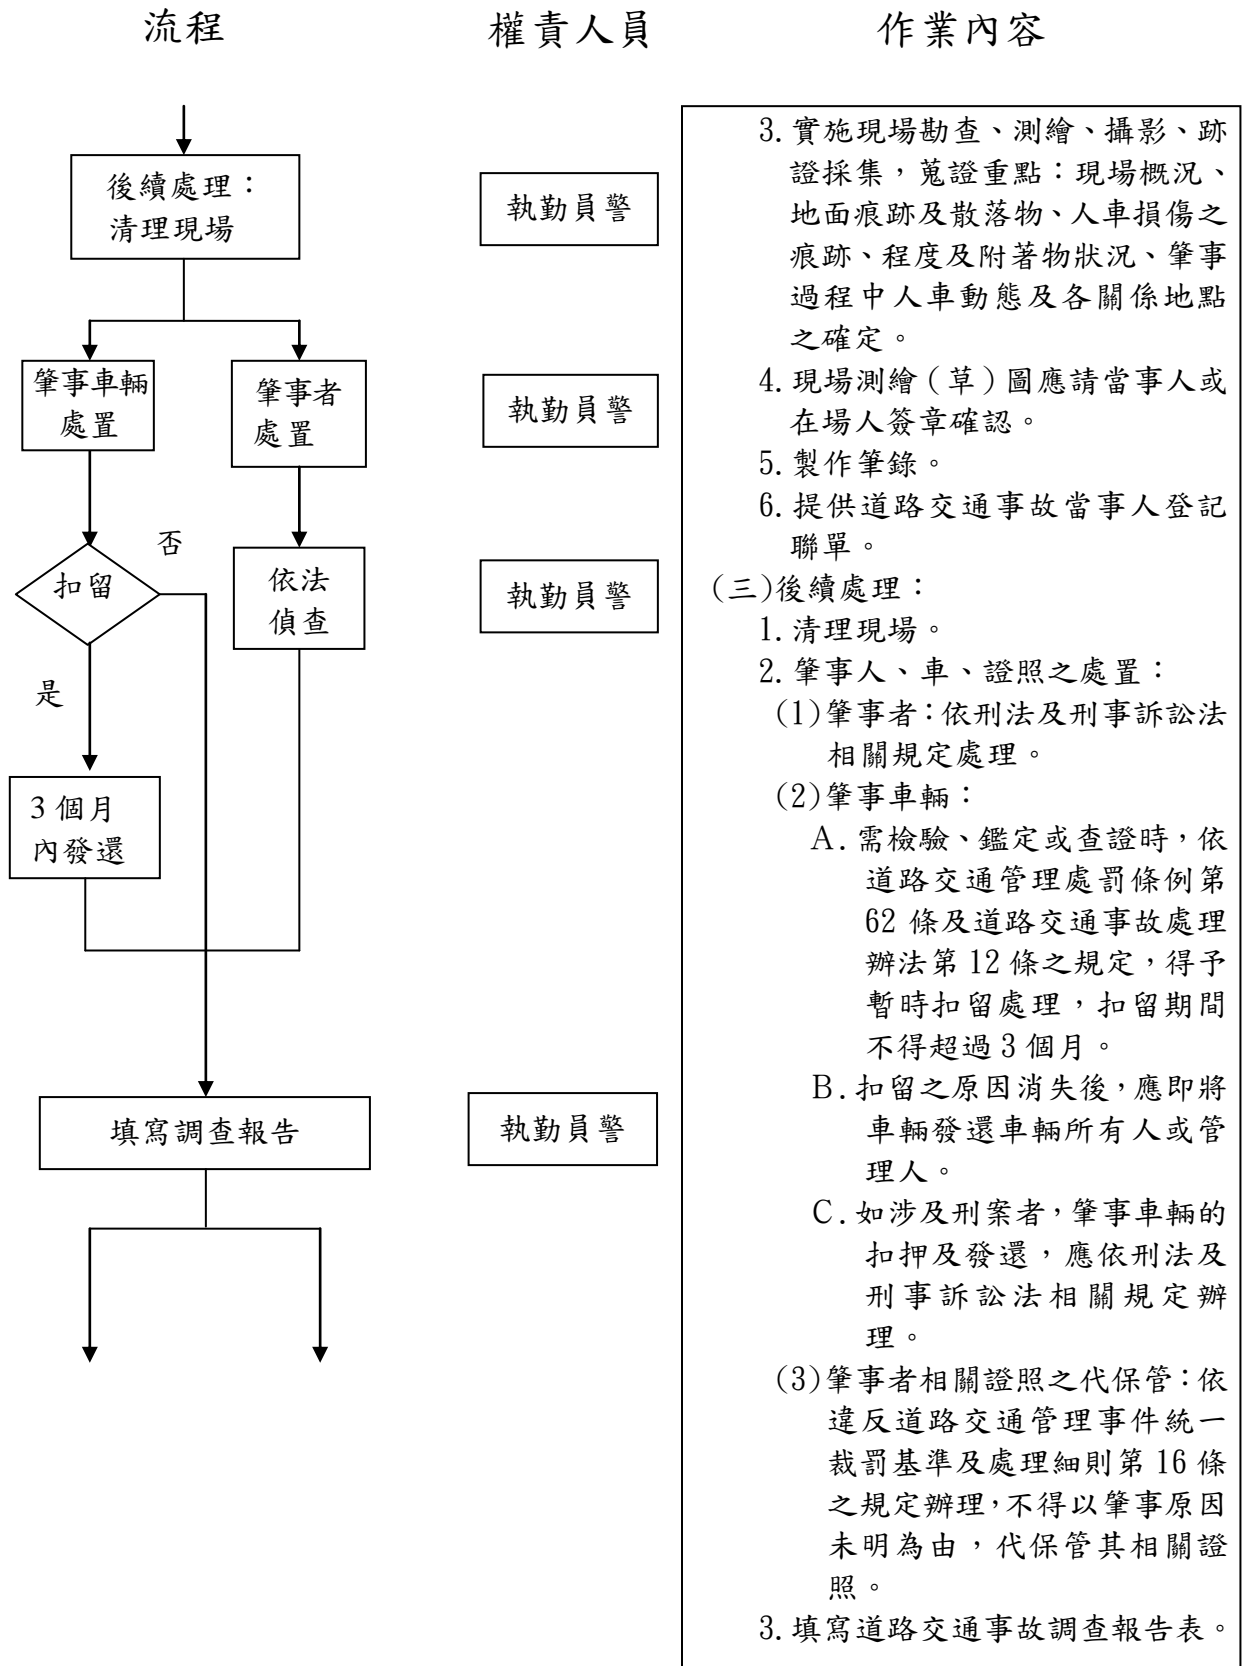 流程
權責人員
作業內容
後續處理：
清理現場
執勤員警
肇事車輛
處置
肇事者
處置
執勤員警
扣留
否
是
依法
偵查
執勤員警
3個月
內發還
填寫調查報告
執勤員警
3.實施現場勘查、測繪、攝影、跡
證採集，蒐證重點：現場概況、
地面痕跡及散落物、人車損傷之
痕跡、程度及附著物狀況、肇事
過程中人車動態及各關係地點
之確定。
4.現場測繪（草）圖應請當事人或
在場人簽章確認。
5.製作筆錄。
6.提供道路交通事故當事人登記
聯單。
(三)後續處理：
1.清理現場。
2.肇事人、車、證照之處置：
(1)肇事者：依刑法及刑事訴訟法
相關規定處理。
(2)肇事車輛：
A.需檢驗、鑑定或查證時，依
道路交通管理處罰條例第
62 條及道路交通事故處理
辦法第12條之規定，得予
暫時扣留處理，扣留期間
不得超過3個月。
B.扣留之原因消失後，應即將
車輛發還車輛所有人或管
理人。
C.如涉及刑案者，肇事車輛的
扣押及發還，應依刑法及
刑事訴訟法相關規定辦
理。
(3)肇事者相關證照之代保管：依
違反道路交通管理事件統一
裁罰基準及處理細則第 16 條
之規定辦理，不得以肇事原因
未明為由，代保管其相關證
照。
3.填寫道路交通事故調查報告表。